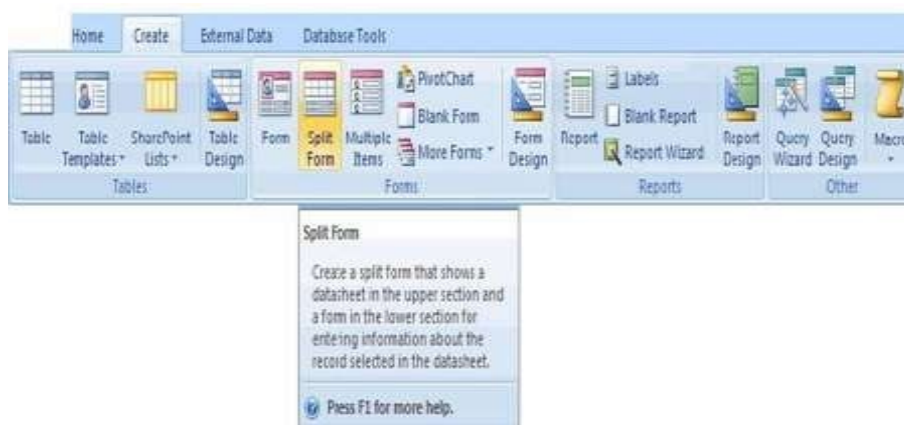 Home Create External Data Database Tools
Table
Table Templates
SharePoint Lists
Table Design
Tables
Form
Split Form
Multiple Items
PivotChart
Blank Form
More Forms
Form Design
Forms
Report
Labels
Blank Report
Report Wizard
Report Design
Reports
Query Wizard
Query Design
Macro
Other
Split Form
Create a split form that shows a
datasheet in the upper section and
a form in the lower section for
entering information about the
record selected in the datasheet.
Press F1 for more help.